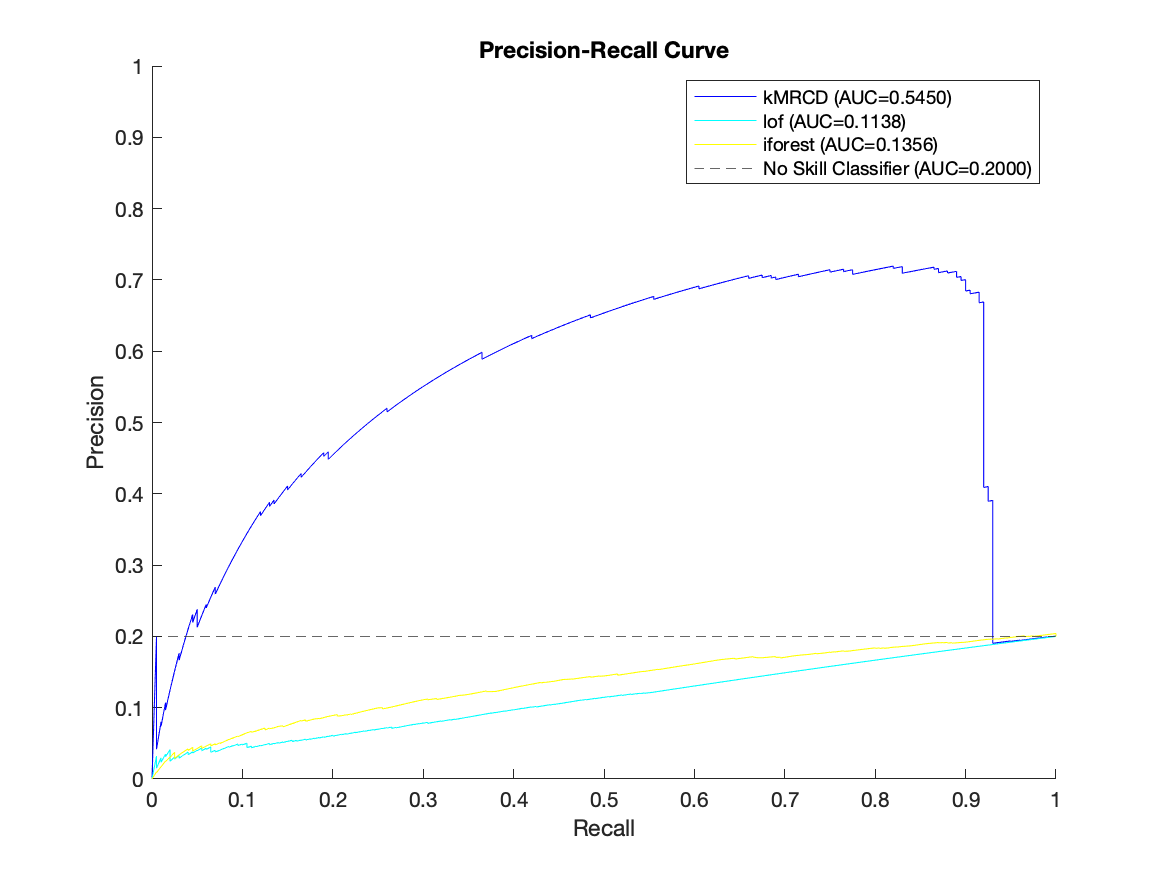 Precision-Recall Curve
kMRCD (AUC=0.5450)
lof (AUC=0.1138)
iforest (AUC=0.1356)
No Skill Classifier (AUC=0.2000)
Precision
1
0.9
0.8
0.7
0.6
0.5
0.4
0.3
0.2
0.1
0
0 0.1 0.2 0.3 0.4 0.5 0.6 0.7 0.8 0.9 1
Recall